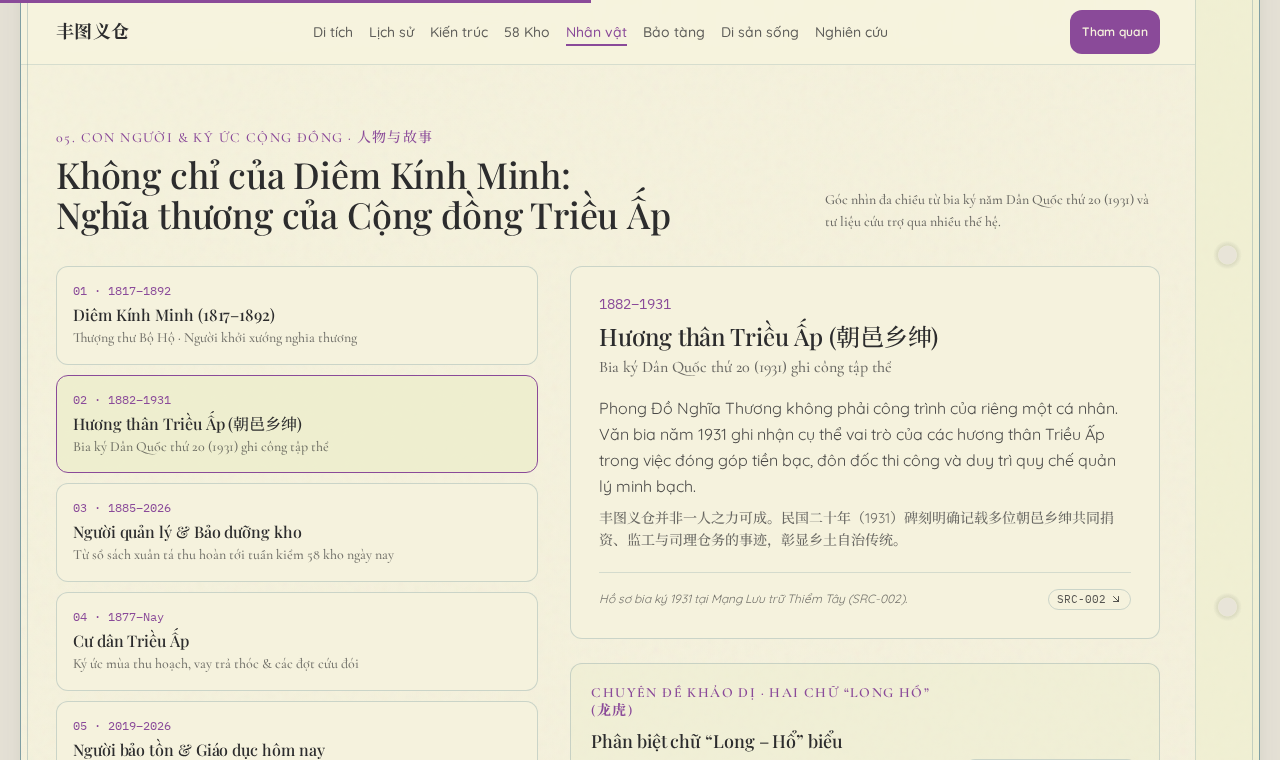 丰图义仓
Di tích Lịch sử Kiến trúc 58 Kho Nhân vật Bảo tàng Di sản sống Nghiên cứu
Tham quan
05. CON NGƯỜI & KÝ ỨC CỘNG ĐỒNG · 人物与故事
Không chỉ của Diêm Kính Minh:
Nghĩa thương của Cộng đồng Triều Ấp
Góc nhìn đa chiều từ bia ký năm Dân Quốc thứ 20 (1931) và
tư liệu cứu trợ qua nhiều thế hệ.
01 · 1817–1892
Diêm Kính Minh (1817–1892)
Thượng thư Bộ Hộ · Người khởi xướng nghĩa thương
02 · 1882–1931
Hương thân Triều Ấp (朝邑乡绅)
Bia ký Dân Quốc thứ 20 (1931) ghi công tập thể
03 · 1885–2026
Người quản lý & Bảo dưỡng kho
Từ sổ sách xuân tá thu hoàn tới tuần kiểm 58 kho ngày nay
04 · 1877–Nay
Cư dân Triều Ấp
Ký ức mùa thu hoạch, vay trả thóc & các đợt cứu đói
05 · 2019–2026
Người bảo tồn & Giáo dục hôm nay
1882–1931
Hương thân Triều Ấp (朝邑乡绅)
Bia ký Dân Quốc thứ 20 (1931) ghi công tập thể
Phong Đồ Nghĩa Thương không phải công trình của riêng một cá nhân.
Văn bia năm 1931 ghi nhận cụ thể vai trò của các hương thân Triều Ấp
trong việc đóng góp tiền bạc, đôn đốc thi công và duy trì quy chế quản
lý minh bạch.
丰图义仓并非一人之力可成。民国二十年（1931）碑刻明确记载多位朝邑乡绅共同捐
资、监工与司理仓务的事迹，彰显乡土自治传统。
Hồ sơ bia ký 1931 tại Mạng Lưu trữ Thiểm Tây (SRC-002).
SRC-002 ↘
CHUYÊN ĐỀ KHẢO DỊ · HAI CHỮ “LONG HỔ”
(龙虎)
Phân biệt chữ “Long – Hổ” biểu